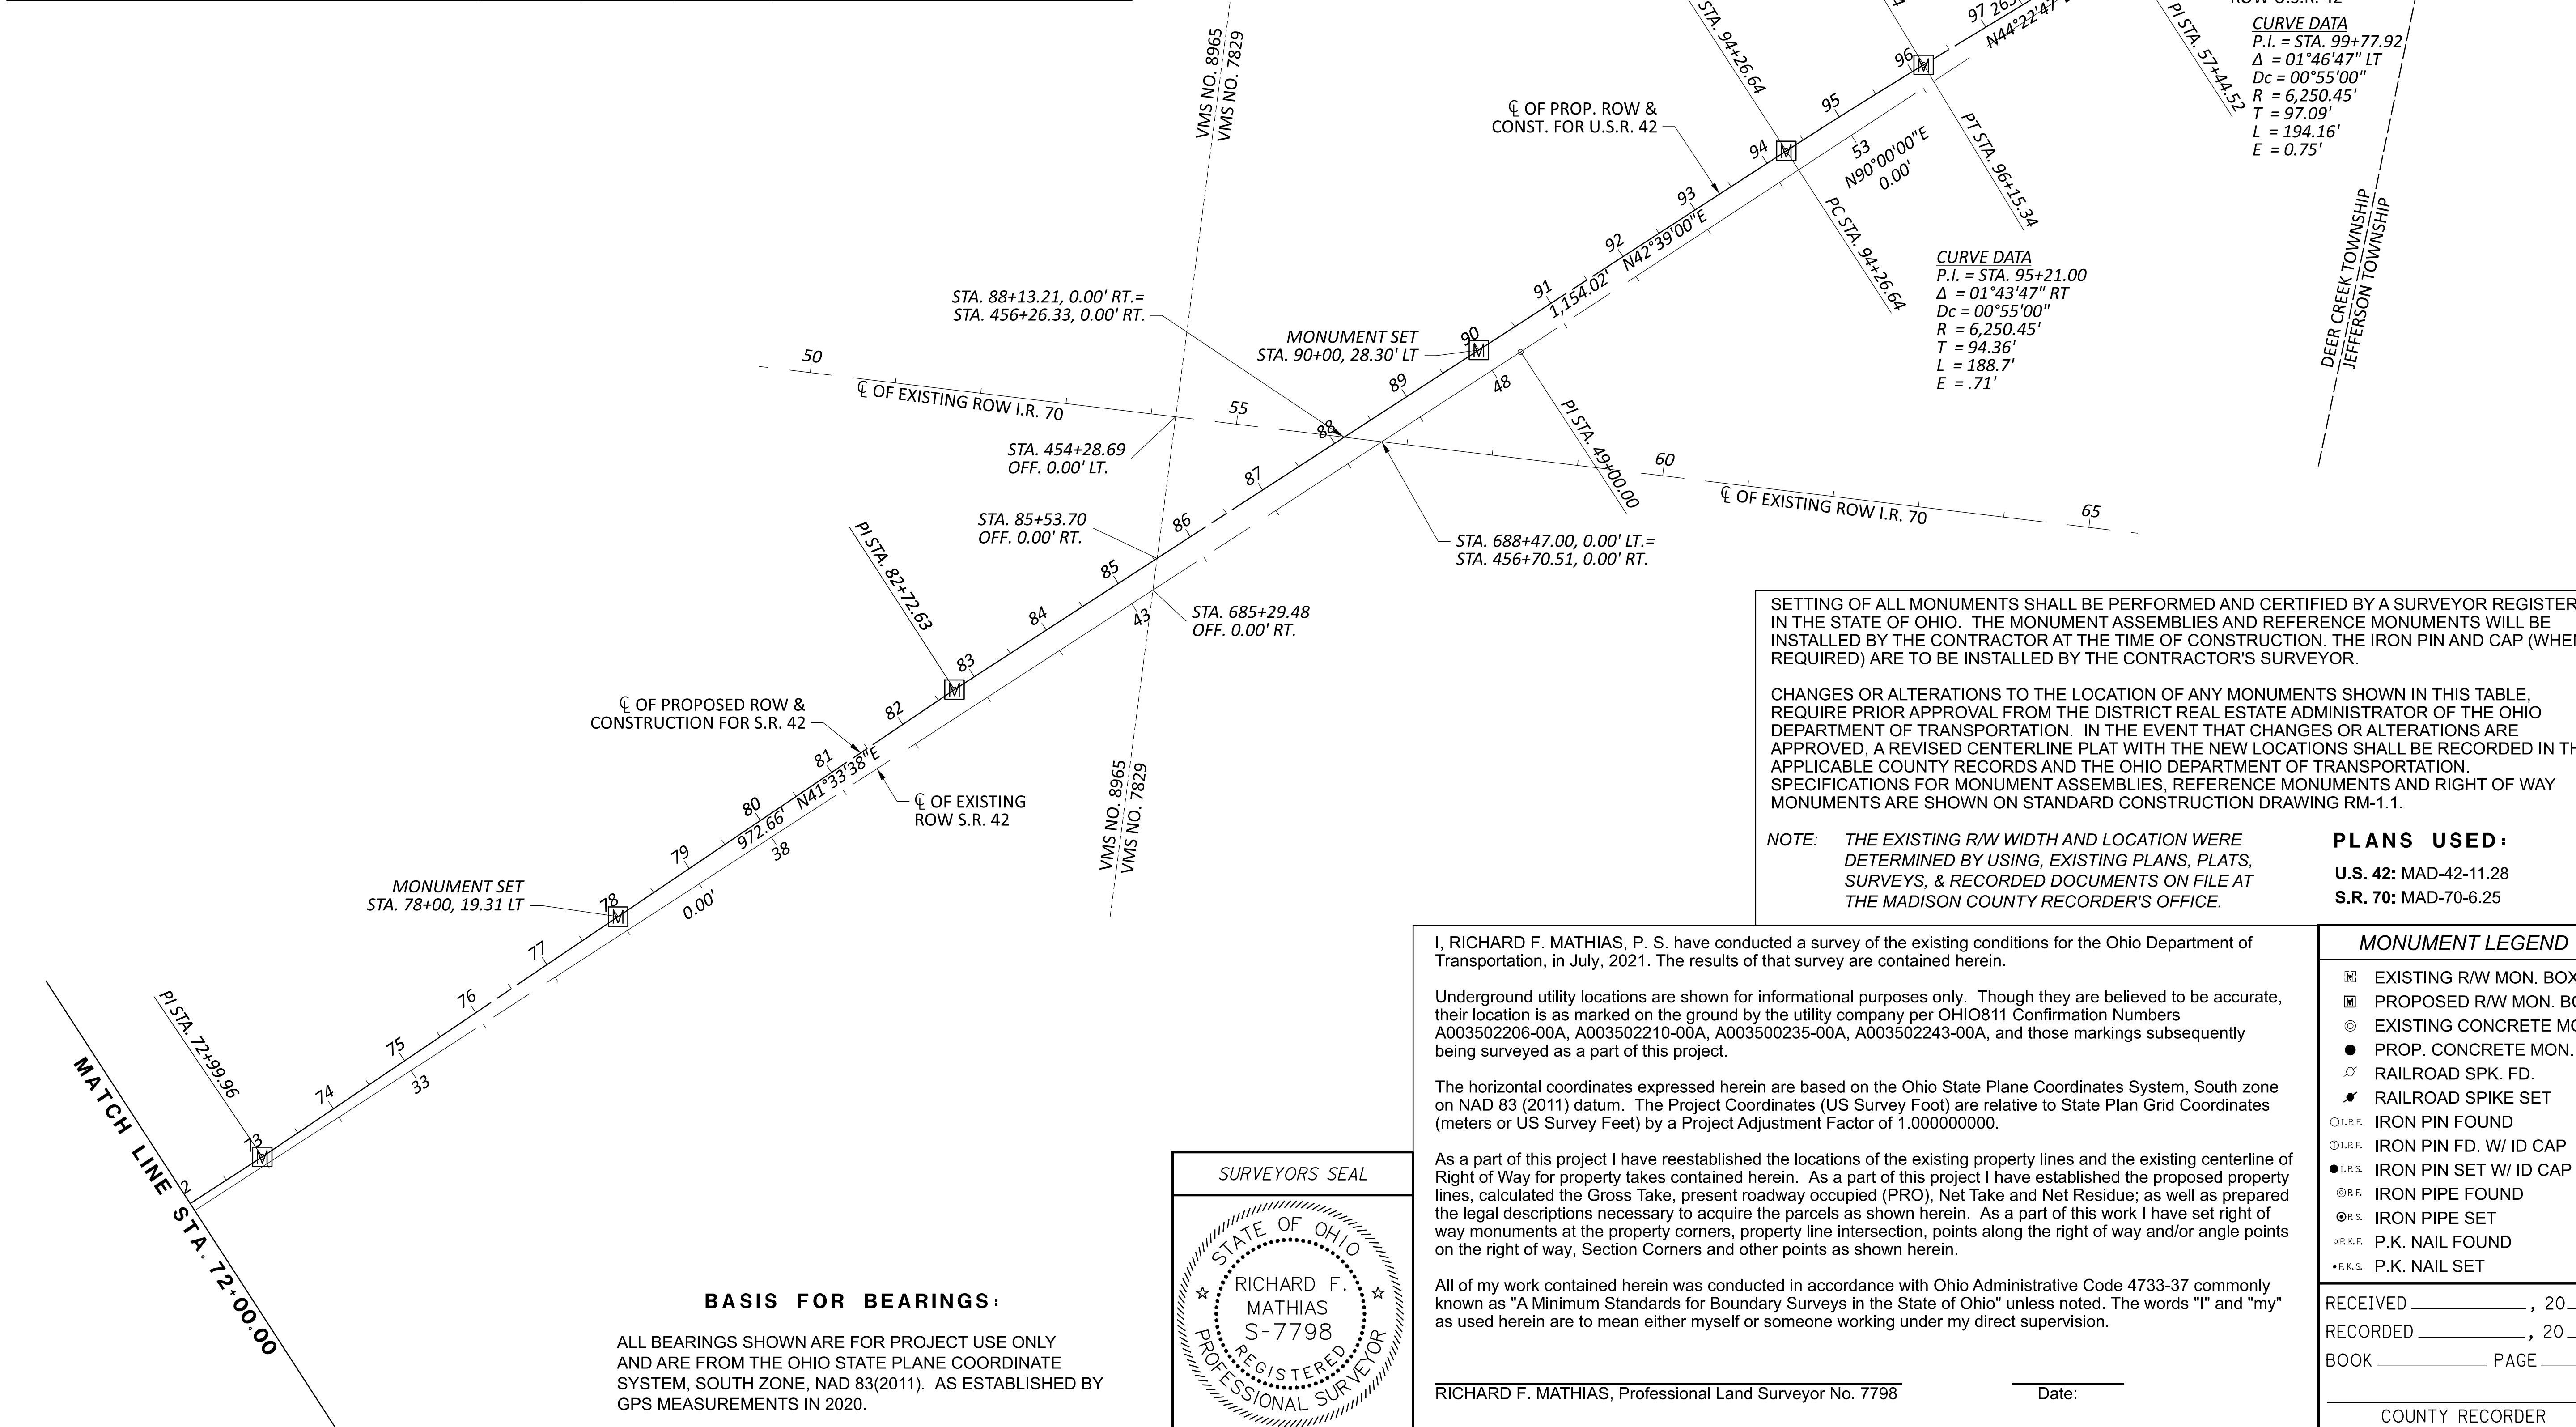 VMS NO. 8965
VMS NO. 7829
STA. 94+26.64
97
N44°22'47"
PI STA. 57+44.52
ROW U.S.R. 42
CURVE DATA
P.I. = STA. 99+77.92
Δ = 01°46'47" LT
Dc = 00°55'00"
R = 6,250.45'
T = 97.09'
L = 194.16'
E = 0.75'
96
M
95
℄ OF PROP. ROW &
CONST. FOR U.S.R. 42
94
M
53
N90°00'00"E
0.00'
PT STA. 96+15.34
PC STA. 94+26.64
93
92
N42°39'00"E
91
1,154.02'
CURVE DATA
P.I. = STA. 95+21.00
Δ = 01°43'47" RT
Dc = 00°55'00"
R = 6,250.45'
T = 94.36'
L = 188.7'
E = .71'
DEER CREEK TOWNSHIP
JEFFERSON TOWNSHIP
STA. 88+13.21, 0.00' RT.=
STA. 456+26.33, 0.00' RT.
MONUMENT SET
STA. 90+00, 28.30' LT
90
M
50
℄ OF EXISTING ROW I.R. 70
55
89
48
PI STA. 49+00.00
88
STA. 454+28.69
OFF. 0.00' LT.
60
℄ OF EXISTING ROW I.R. 70
65
87
STA. 85+53.70
OFF. 0.00' RT.
86
STA. 688+47.00, 0.00' LT.=
STA. 456+70.51, 0.00' RT.
PI STA. 82+72.63
85
84
43
STA. 685+29.48
OFF. 0.00' RT.
83
M
82
℄ OF PROPOSED ROW &
CONSTRUCTION FOR S.R. 42
81
N41°33'38"E
80
972.66'
℄ OF EXISTING
ROW S.R. 42
VMS NO. 8965
VMS NO. 7829
79
38
MONUMENT SET
STA. 78+00, 19.31 LT
78
M
0.00'
77
76
PI STA. 72+99.96
75
33
74
73
M
2
MATCH LINE STA. 72+00.00
SETTING OF ALL MONUMENTS SHALL BE PERFORMED AND CERTIFIED BY A SURVEYOR REGISTER
IN THE STATE OF OHIO. THE MONUMENT ASSEMBLIES AND REFERENCE MONUMENTS WILL BE
INSTALLED BY THE CONTRACTOR AT THE TIME OF CONSTRUCTION. THE IRON PIN AND CAP (WHE
REQUIRED) ARE TO BE INSTALLED BY THE CONTRACTOR'S SURVEYOR.
CHANGES OR ALTERATIONS TO THE LOCATION OF ANY MONUMENTS SHOWN IN THIS TABLE,
REQUIRE PRIOR APPROVAL FROM THE DISTRICT REAL ESTATE ADMINISTRATOR OF THE OHIO
DEPARTMENT OF TRANSPORTATION. IN THE EVENT THAT CHANGES OR ALTERATIONS ARE
APPROVED, A REVISED CENTERLINE PLAT WITH THE NEW LOCATIONS SHALL BE RECORDED IN TH
APPLICABLE COUNTY RECORDS AND THE OHIO DEPARTMENT OF TRANSPORTATION.
SPECIFICATIONS FOR MONUMENT ASSEMBLIES, REFERENCE MONUMENTS AND RIGHT OF WAY
MONUMENTS ARE SHOWN ON STANDARD CONSTRUCTION DRAWING RM-1.1.
NOTE: THE EXISTING R/W WIDTH AND LOCATION WERE
DETERMINED BY USING, EXISTING PLANS, PLATS,
SURVEYS, & RECORDED DOCUMENTS ON FILE AT
THE MADISON COUNTY RECORDER'S OFFICE.
PLANS USED:
U.S. 42: MAD-42-11.28
S.R. 70: MAD-70-6.25
I, RICHARD F. MATHIAS, P. S. have conducted a survey of the existing conditions for the Ohio Department of
Transportation, in July, 2021. The results of that survey are contained herein.
Underground utility locations are shown for informational purposes only. Though they are believed to be accurate,
their location is as marked on the ground by the utility company per OHIO811 Confirmation Numbers
A003502206-00A, A003502210-00A, A003500235-00A, A003502243-00A, and those markings subsequently
being surveyed as a part of this project.
The horizontal coordinates expressed herein are based on the Ohio State Plane Coordinates System, South zone
on NAD 83 (2011) datum. The Project Coordinates (US Survey Foot) are relative to State Plan Grid Coordinates
(meters or US Survey Feet) by a Project Adjustment Factor of 1.000000000.
As a part of this project I have reestablished the locations of the existing property lines and the existing centerline of
Right of Way for property takes contained herein. As a part of this project I have established the proposed property
lines, calculated the Gross Take, present roadway occupied (PRO), Net Take and Net Residue; as well as prepared
the legal descriptions necessary to acquire the parcels as shown herein. As a part of this work I have set right of
way monuments at the property corners, property line intersection, points along the right of way and/or angle points
on the right of way, Section Corners and other points as shown herein.
All of my work contained herein was conducted in accordance with Ohio Administrative Code 4733-37 commonly
known as "A Minimum Standards for Boundary Surveys in the State of Ohio" unless noted. The words "I" and "my"
as used herein are to mean either myself or someone working under my direct supervision.
RICHARD F. MATHIAS, Professional Land Surveyor No. 7798
Date:
MONUMENT LEGEND
EXISTING R/W MON. BOX
PROPOSED R/W MON. BO
EXISTING CONCRETE MO
PROP. CONCRETE MON.
RAILROAD SPK. FD.
RAILROAD SPIKE SET
I.P.F. IRON PIN FOUND
I.P.F. IRON PIN FD. W/ ID CAP
I.P.S. IRON PIN SET W/ ID CAP
P.F. IRON PIPE FOUND
P.S. IRON PIPE SET
P.K.F. P.K. NAIL FOUND
P.K.S. P.K. NAIL SET
RECEIVED , 20
RECORDED , 20
BOOK PAGE
COUNTY RECORDER
SURVEYORS SEAL
STATE OF OHIO
RICHARD F.
MATHIAS
S-7798
REGISTERED
PROFESSIONAL SURVEYOR
BASIS FOR BEARINGS:
ALL BEARINGS SHOWN ARE FOR PROJECT USE ONLY
AND ARE FROM THE OHIO STATE PLANE COORDINATE
SYSTEM, SOUTH ZONE, NAD 83(2011). AS ESTABLISHED BY
GPS MEASUREMENTS IN 2020.